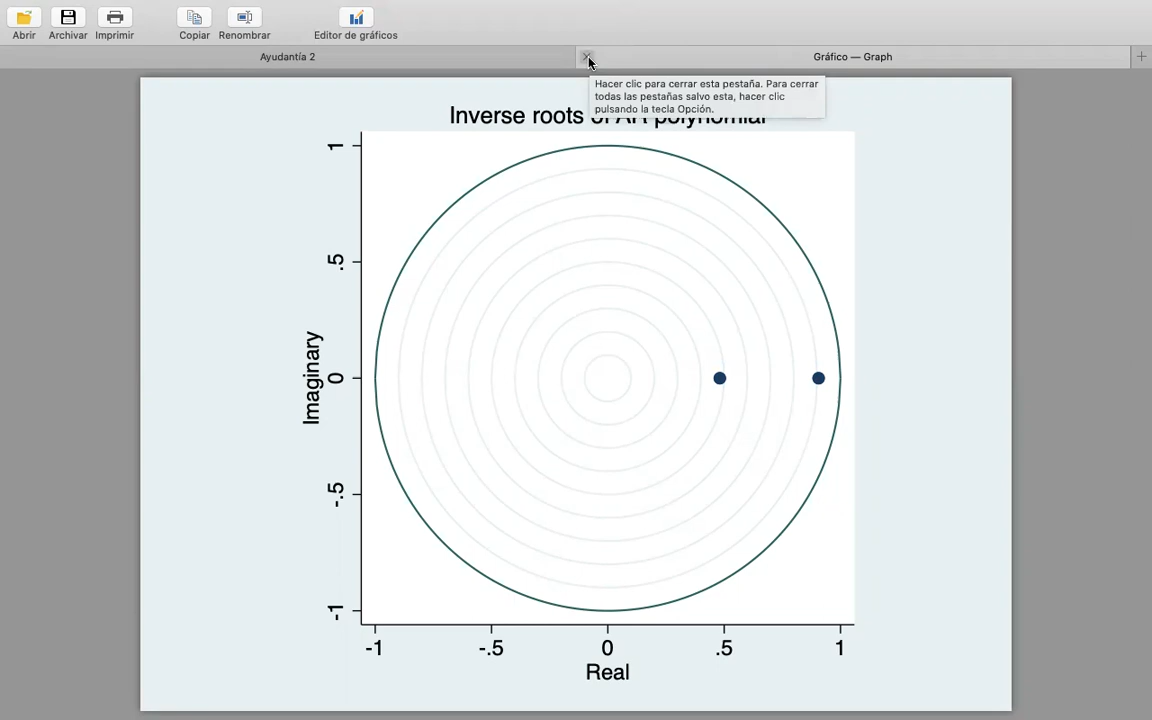 Abrir Archivar Imprimir Copiar Renombrar Editor de gráficos
Ayudantía 2
Gráfico — Graph
Hacer clic para cerrar esta pestaña. Para cerrar
todas las pestañas salvo esta, hacer clic
pulsando la tecla Opción.
Inverse roots of AR polynomial
1
.5
0
-.5
-1
Imaginary
-1 -.5 0 .5 1
Real